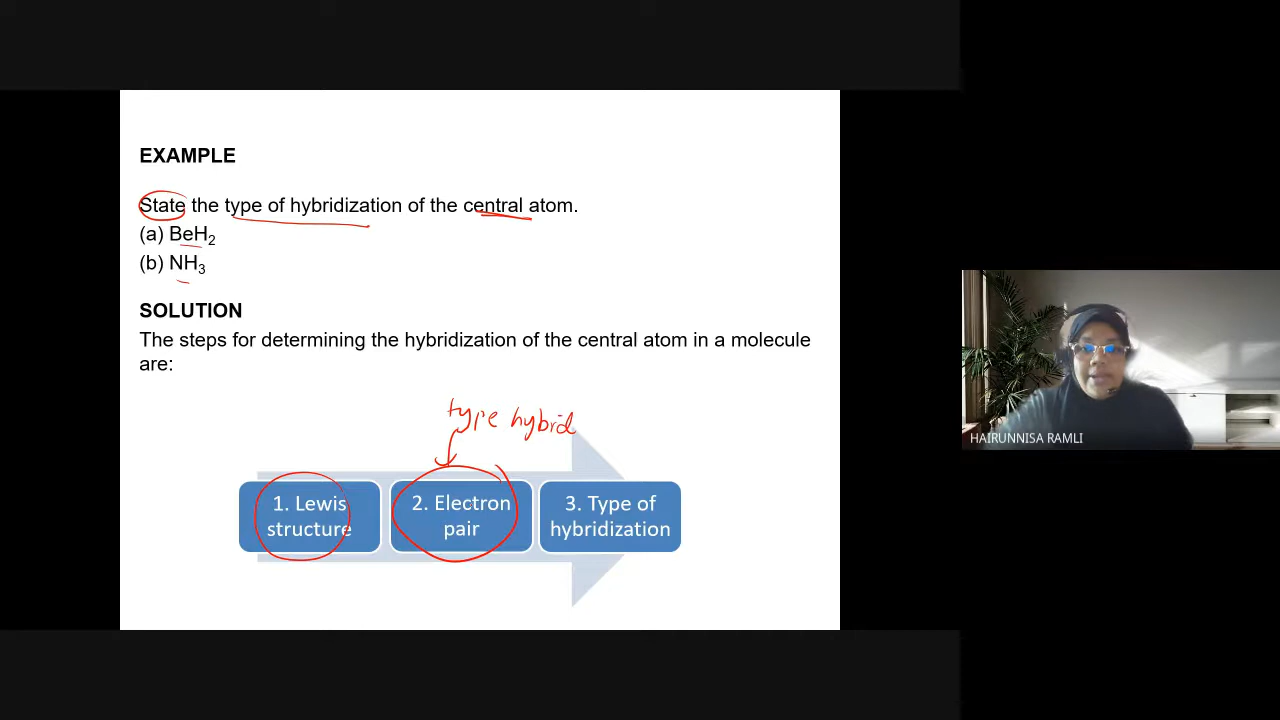 EXAMPLE
State the type of hybridization of the central atom.
(a) BeH₂
(b) NH₃
SOLUTION
The steps for determining the hybridization of the central atom in a molecule
are:
type hybrid
1. Lewis
structure
2. Electron
pair
3. Type of
hybridization
HAIRUNNISA RAMLI